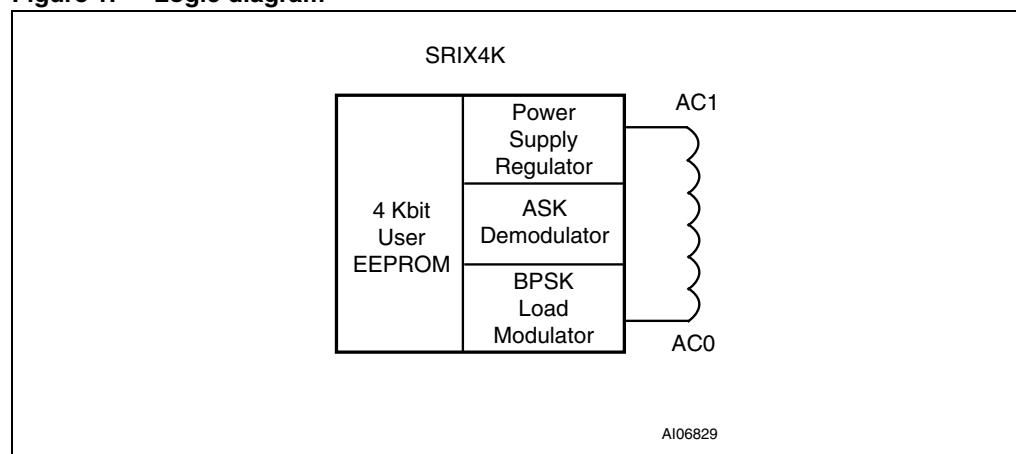 Figure 1. Logic diagram
SRIX4K
Power
Supply
Regulator
AC1
4 Kbit
User
EEPROM
ASK
Demodulator
BPSK
Load
Modulator
AC0
AI06829